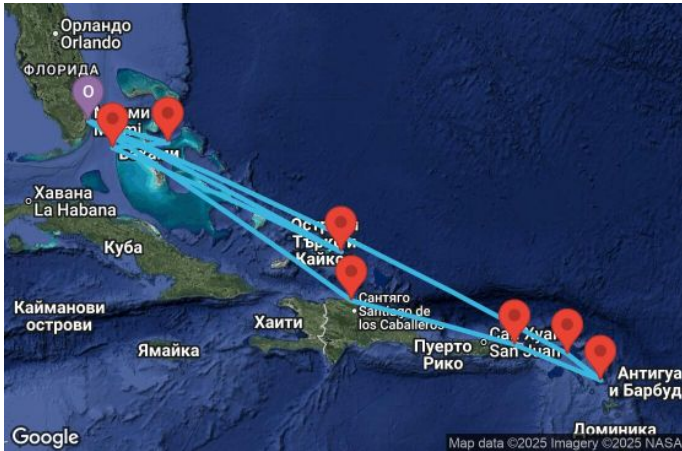 Орландо
Orlando
ФЛОРИДА
O
Хавана
La Habana
Куба
Кайманови
острови
Ямайка
Хаити
Сантяго
Santiago de
los Caballeros
Пуерто
Рико
San Juan
Антигуа
и Барбуд
Доминика
Google
Map data ©2025 Imagery ©2025 NASA